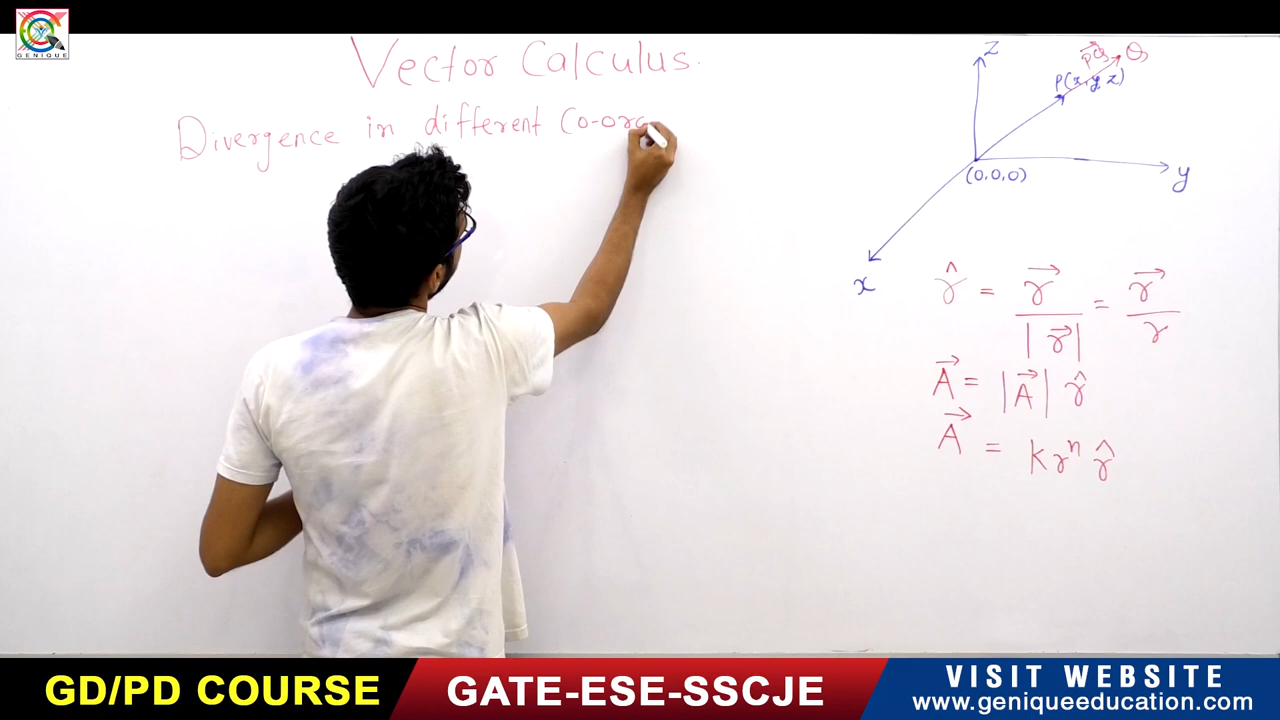 GENIQUE
Vector Calculus.
Divergence in different Co-ord
z
PQ⃗ Q
P(x, y, z)
(0,0,0)
y
x
r̂ = r⃗ / |r⃗| = r⃗ / r
A⃗ = |A⃗| r̂
A⃗ = K rⁿ r̂
GD/PD COURSE
GATE-ESE-SSCJE
VISIT WEBSITE
www.geniqueeducation.com